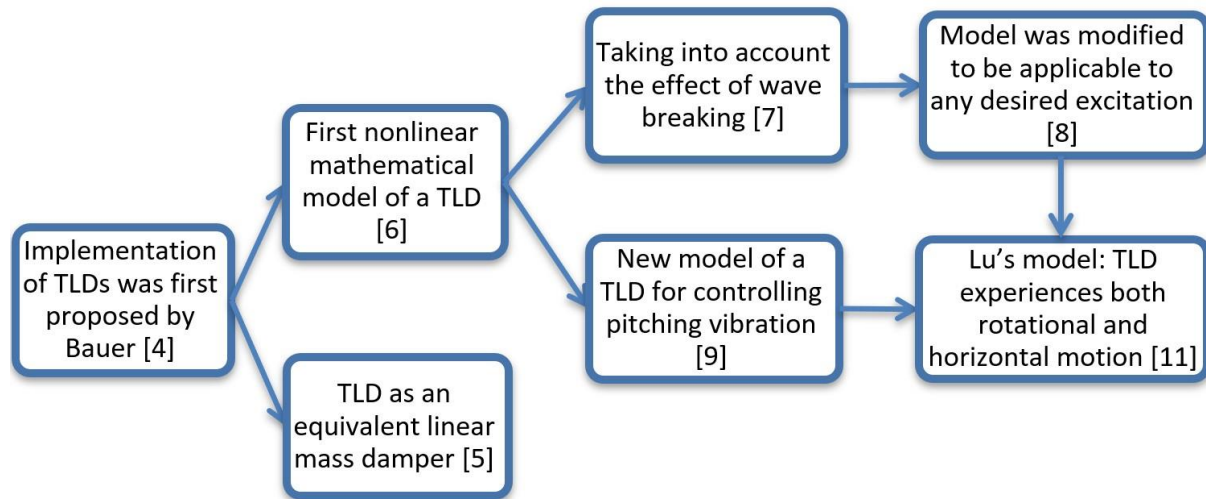 Implementation
of TLDs was first
proposed by
Bauer [4]
First nonlinear
mathematical
model of a TLD
[6]
TLD as an
equivalent linear
mass damper [5]
Taking into account
the effect of wave
breaking [7]
New model of a
TLD for controlling
pitching vibration
[9]
Model was modified
to be applicable to
any desired excitation
[8]
Lu’s model: TLD
experiences both
rotational and
horizontal motion [11]